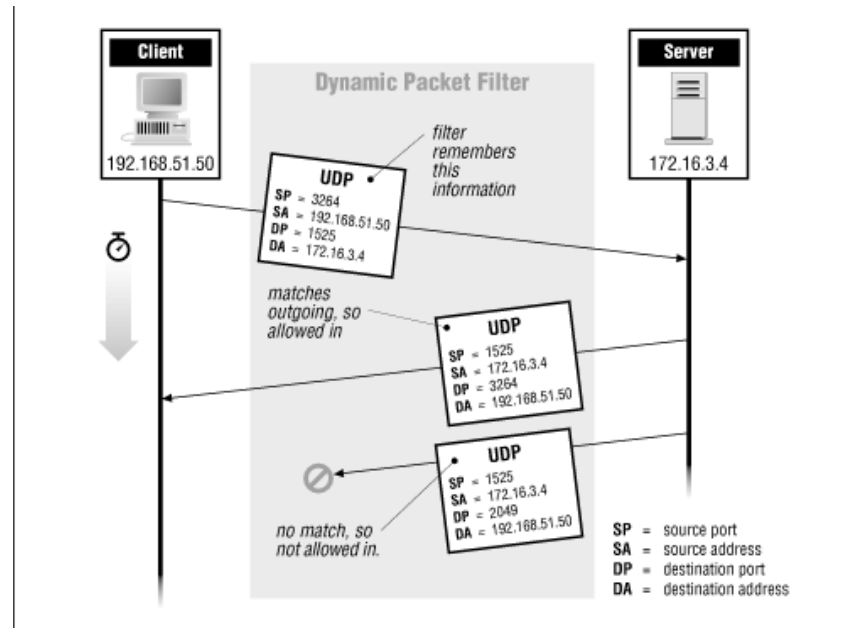 Client
192.168.51.50
Dynamic Packet Filter
Server
172.16.3.4
filter
remembers
this
information
UDP
SP = 3264
SA = 192.168.51.50
DP = 1525
DA = 172.16.3.4
matches
outgoing, so
allowed in
UDP
SP = 1525
SA = 172.16.3.4
DP = 3264
DA = 192.168.51.50
UDP
SP = 1525
SA = 172.16.3.4
DP = 2049
DA = 192.168.51.50
no match, so
not allowed in.
SP = source port
SA = source address
DP = destination port
DA = destination address